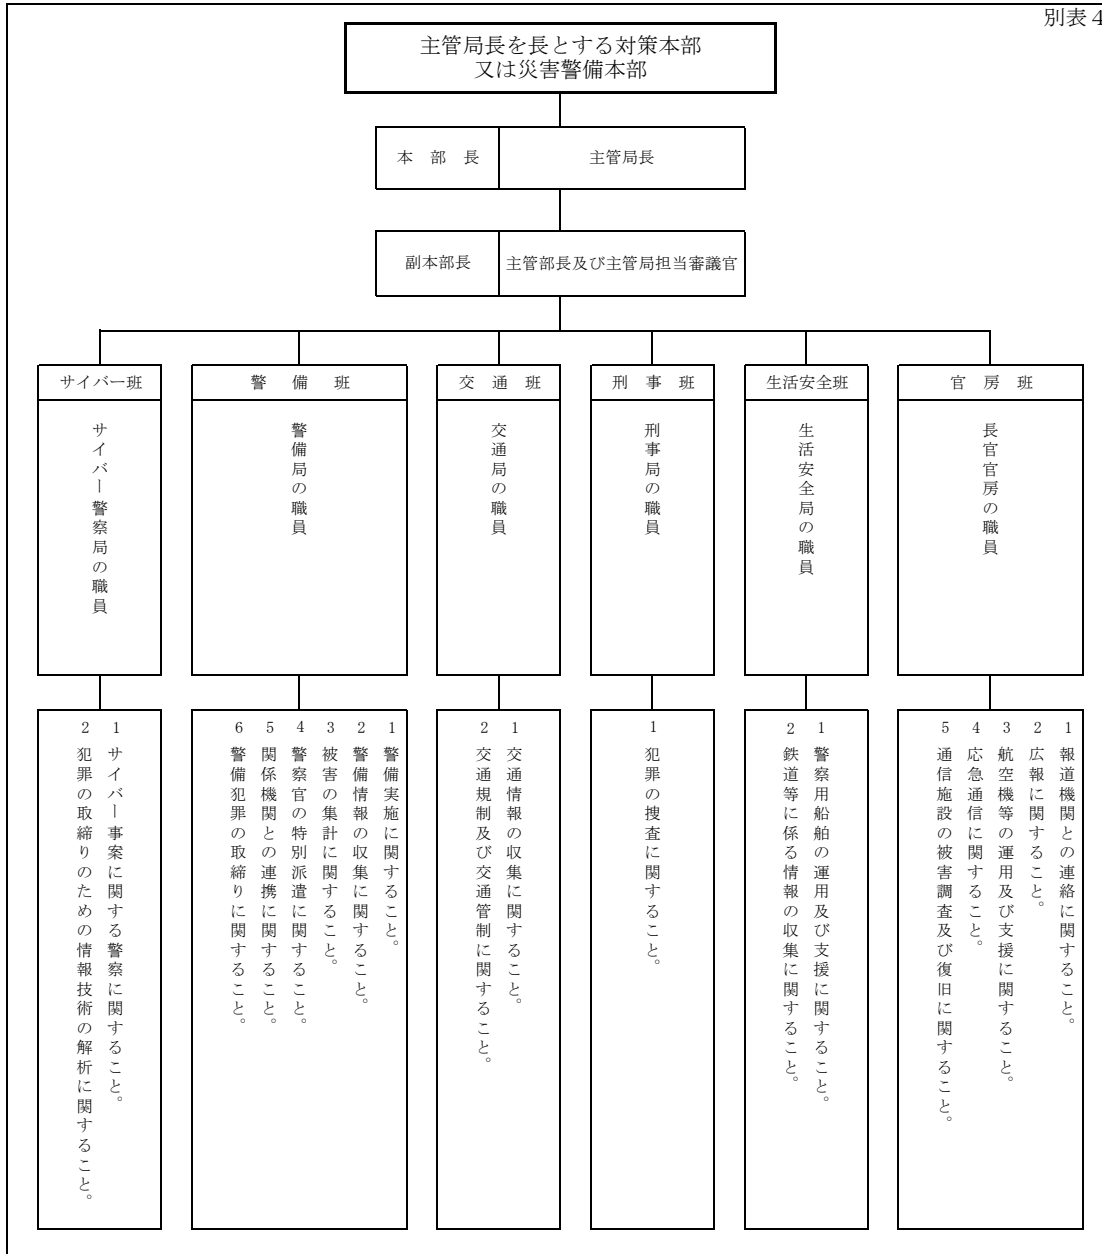 別表４
主管局長を長とする対策本部
又は災害警備本部
本部長
主管局長
副本部長
主管部長及び主管局担当審議官
官房班
長官官房の職員
1 報道機関との連絡に関すること。
2 広報に関すること。
3 航空機等の運用及び支援に関すること。
4 応急通信に関すること。
5 通信施設の被害調査及び復旧に関すること。
生活安全班
生活安全局の職員
1 警察用船舶の運用及び支援に関すること。
2 鉄道等に係る情報の収集に関すること。
刑事班
刑事局の職員
1 犯罪の捜査に関すること。
交通班
交通局の職員
1 交通情報の収集に関すること。
2 交通規制及び交通管制に関すること。
警備班
警備局の職員
1 警備実施に関すること。
2 警備情報の収集に関すること。
3 被害の集計に関すること。
4 警察官の特別派遣に関すること。
5 関係機関との連携に関すること。
6 警備犯罪の取締りに関すること。
サイバー班
サイバー警察局の職員
1 サイバー事案に関する警察に関すること。
2 犯罪の取締りのための情報技術の解析に関すること。